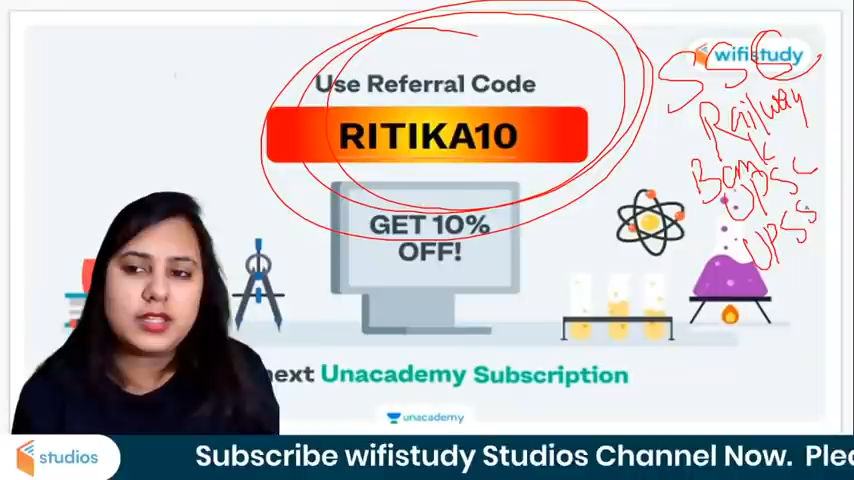 wifistudy
Use Referral Code
RITIKA10
GET 10%
OFF!
SSC
Railway
Bank
UPSC
UPSS
next Unacademy Subscription
unacademy
studios
Subscribe wifistudy Studios Channel Now. Plea